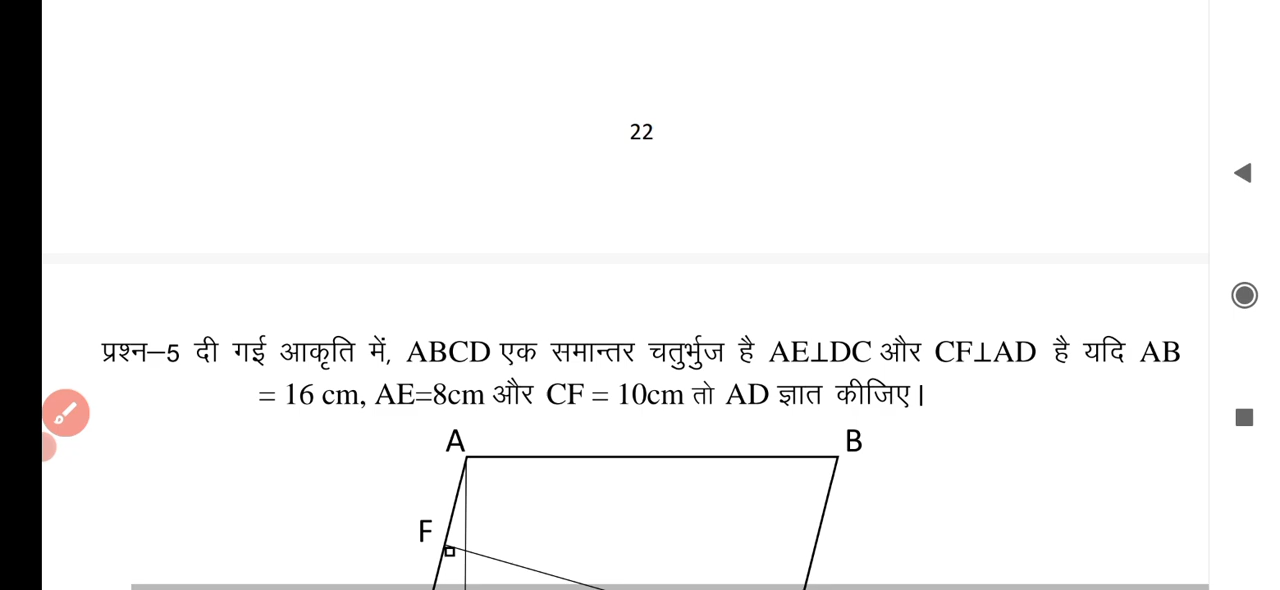 22
प्रश्न–5 दी गई आकृति में, ABCD एक समान्तर चतुर्भुज है AE⊥DC और CF⊥AD है यदि AB
= 16 cm, AE=8cm और CF = 10cm तो AD ज्ञात कीजिए।
A B
F